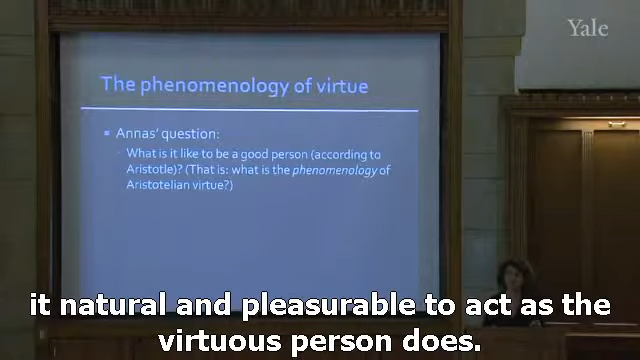 Yale
The phenomenology of virtue
Annas' question:
What is it like to be a good person (according to
Aristotle)? (That is: what is the phenomenology of
Aristotelian virtue?)
it natural and pleasurable to act as the
virtuous person does.